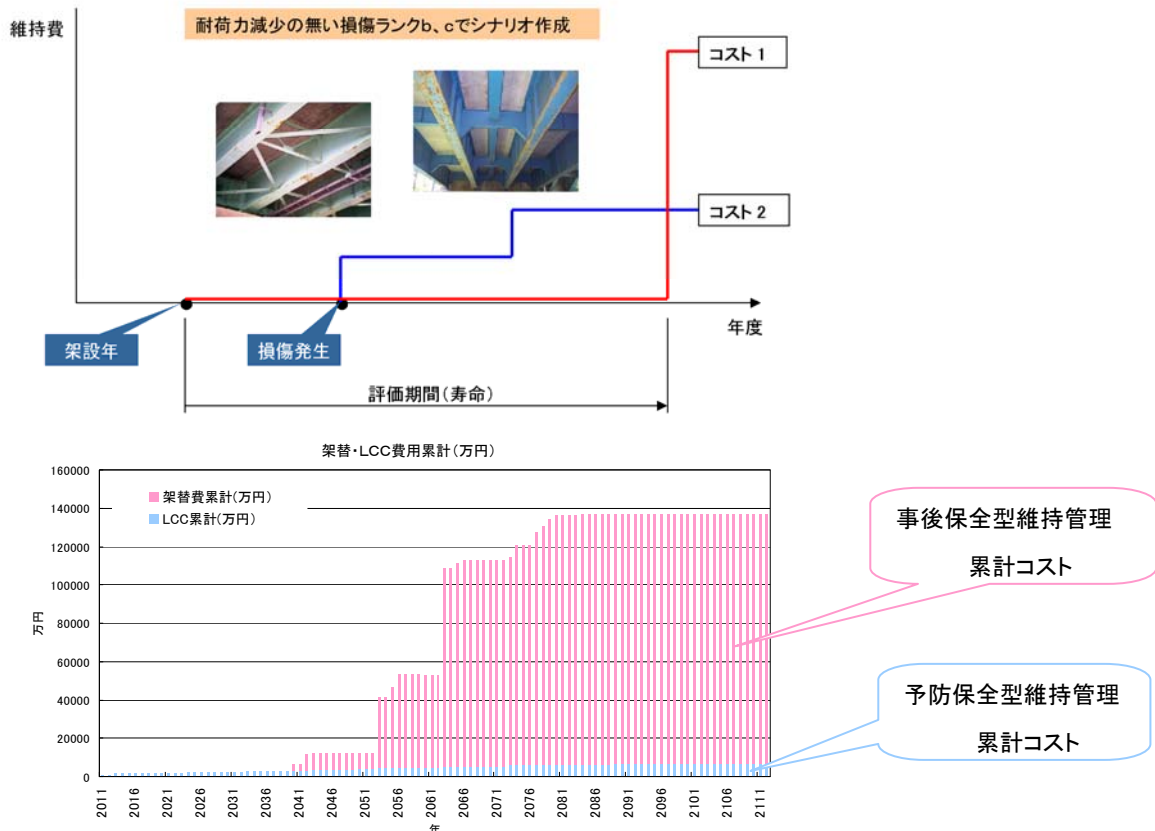 維持費
耐荷力減少の無い損傷ランクb、cでシナリオ作成
コスト1
コスト2
年度
架設年
損傷発生
評価期間(寿命)
架替・LCC費用累計(万円)
160000
140000
120000
100000
80000
60000
40000
20000
0
万円
架替費累計(万円)
LCC累計(万円)
2011
2016
2021
2026
2031
2036
2041
2046
2051
2056
2061
2066
2071
2076
2081
2086
2091
2096
2101
2106
2111
年
事後保全型維持管理
累計コスト
予防保全型維持管理
累計コスト